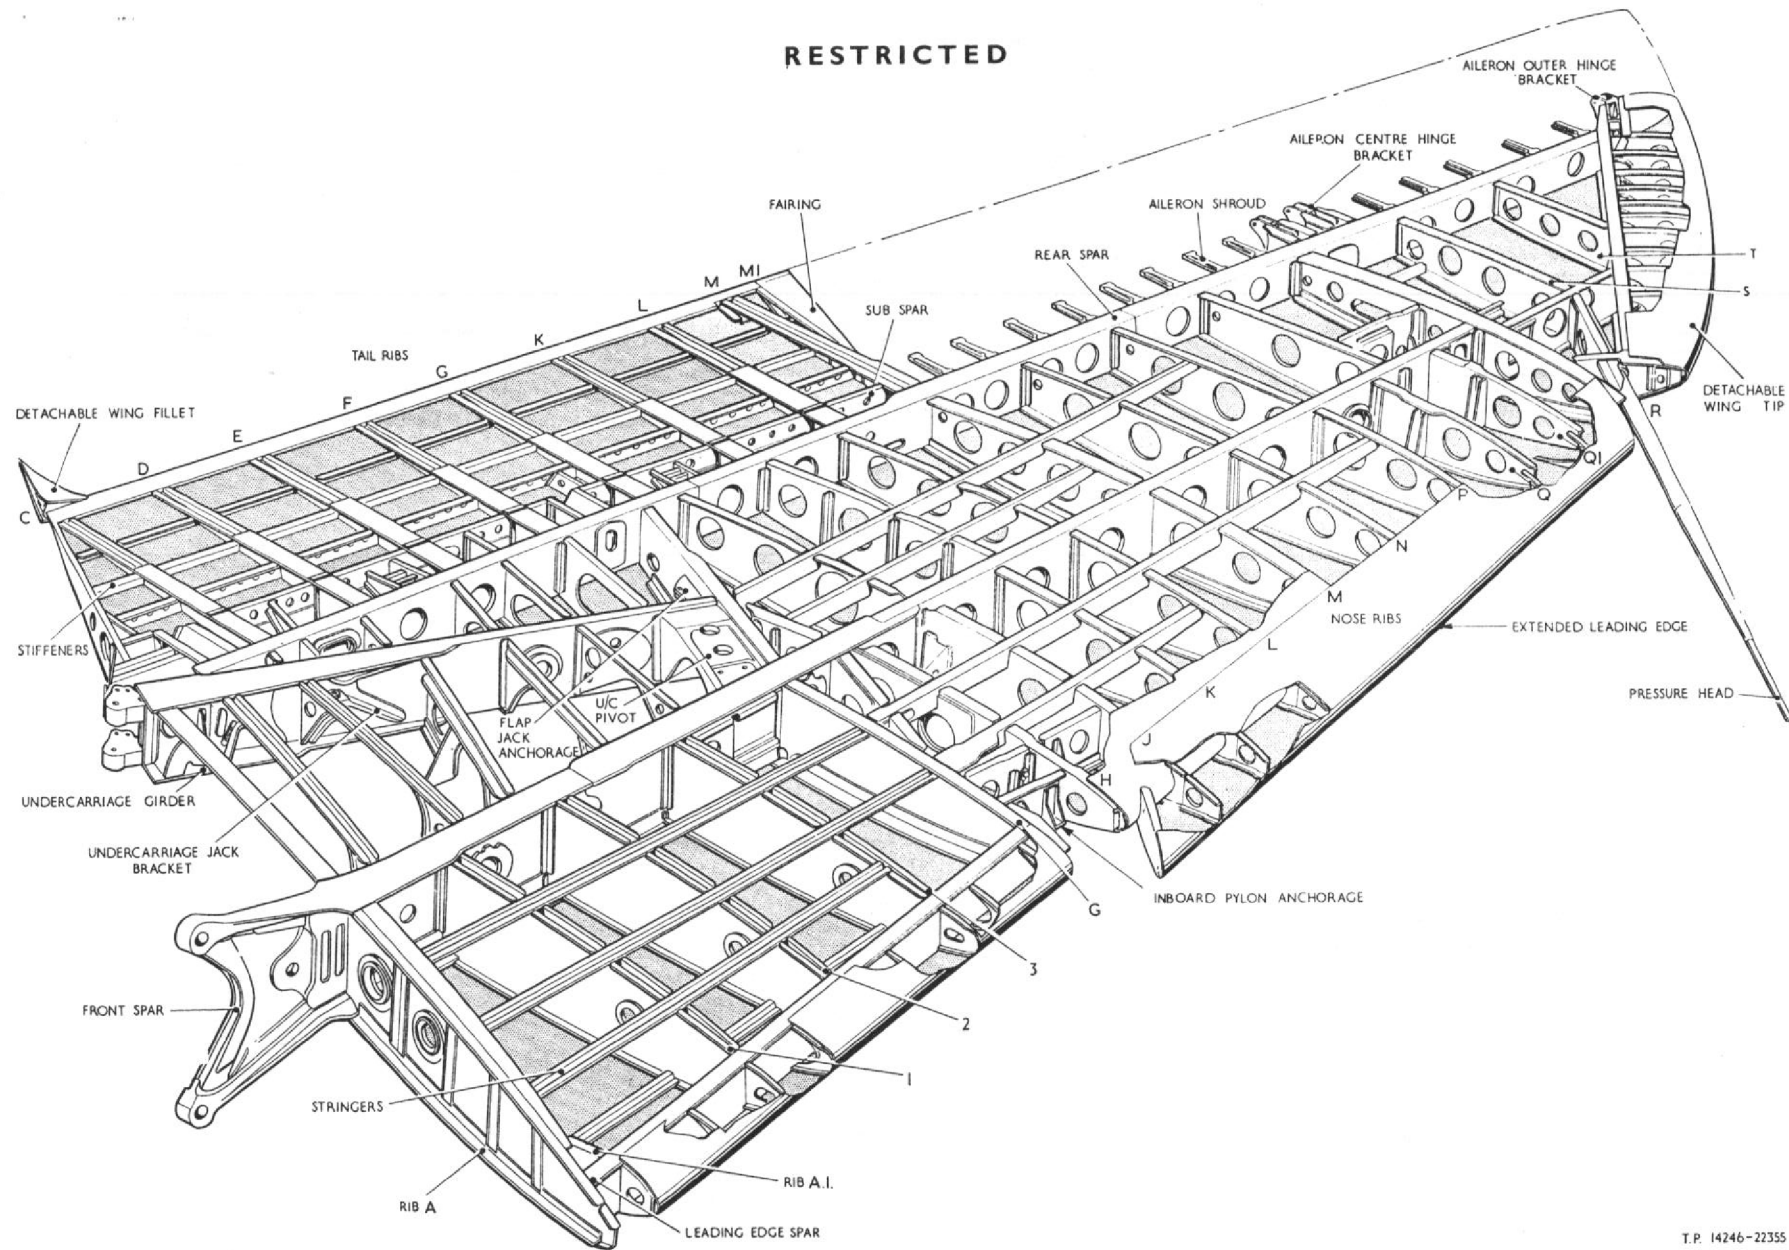 RESTRICTED
AILERON OUTER HINGE
BRACKET
AILERON CENTRE HINGE
BRACKET
FAIRING
AILERON SHROUD
REAR SPAR
T
S
M MI
L
SUB SPAR
K
TAIL RIBS
G
F
DETACHABLE WING FILLET
E
D
C
DETACHABLE
WING TIP
R
QI
Q
P
N
M
NOSE RIBS
EXTENDED LEADING EDGE
L
K
J
H
PRESSURE HEAD
STIFFENERS
U/C
PIVOT
FLAP
JACK
ANCHORAGE
UNDERCARRIAGE GIRDER
UNDERCARRIAGE JACK
BRACKET
INBOARD PYLON ANCHORAGE
G
3
2
1
FRONT SPAR
STRINGERS
RIB A.I.
RIB A
LEADING EDGE SPAR
T.P. 14246-22355